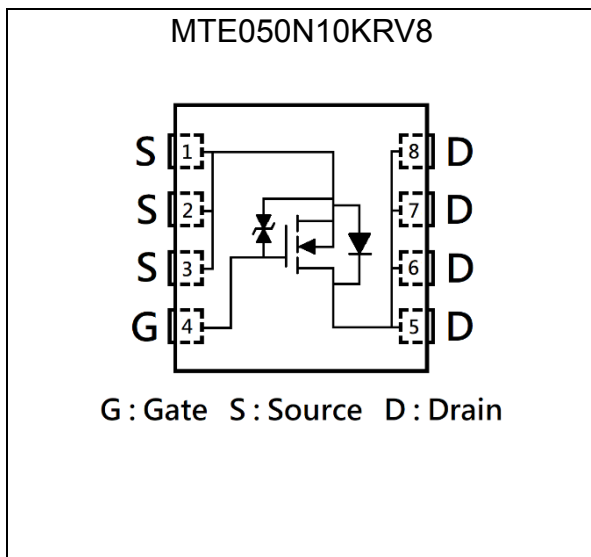 MTE050N10KRV8
S 1 8 D
S 2 7 D
S 3 6 D
G 4 5 D
G : Gate S : Source D : Drain